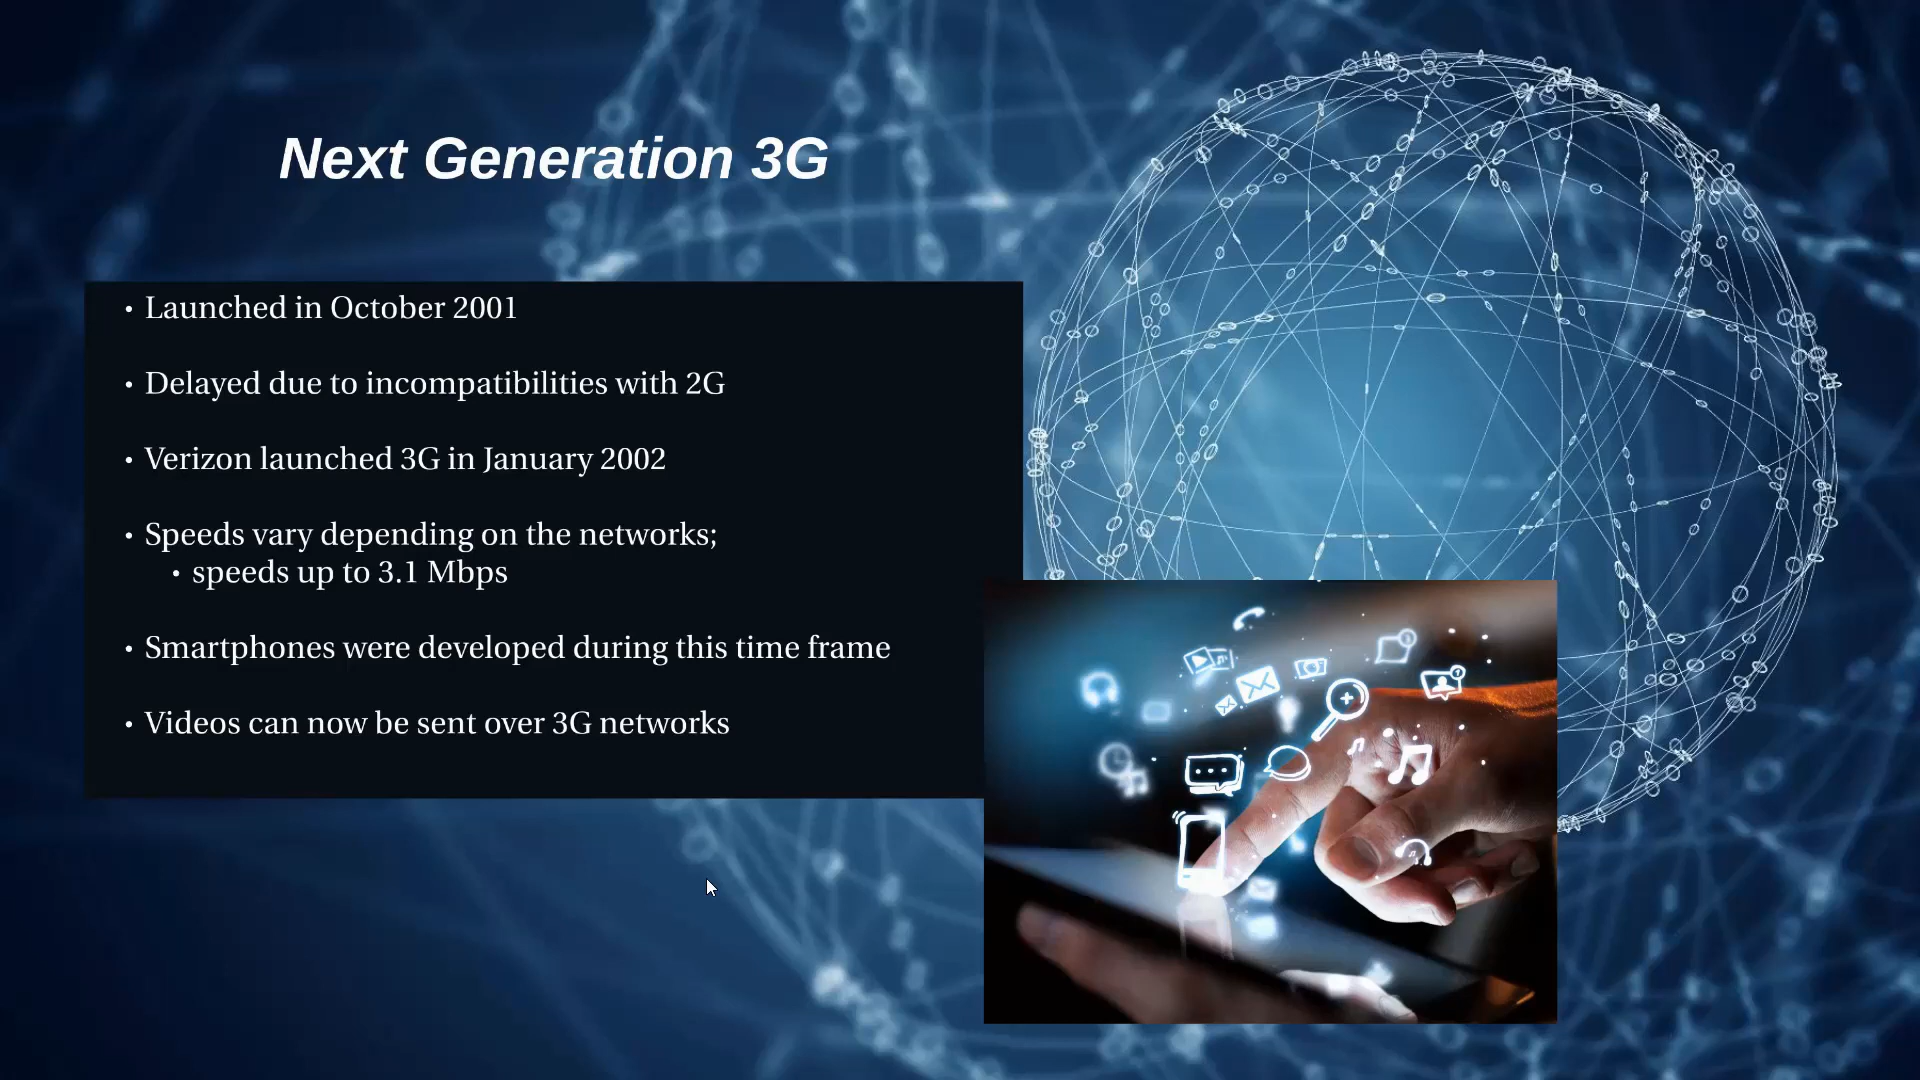 Next Generation 3G
• Launched in October 2001
• Delayed due to incompatibilities with 2G
• Verizon launched 3G in January 2002
• Speeds vary depending on the networks;
• speeds up to 3.1 Mbps
• Smartphones were developed during this time frame
• Videos can now be sent over 3G networks